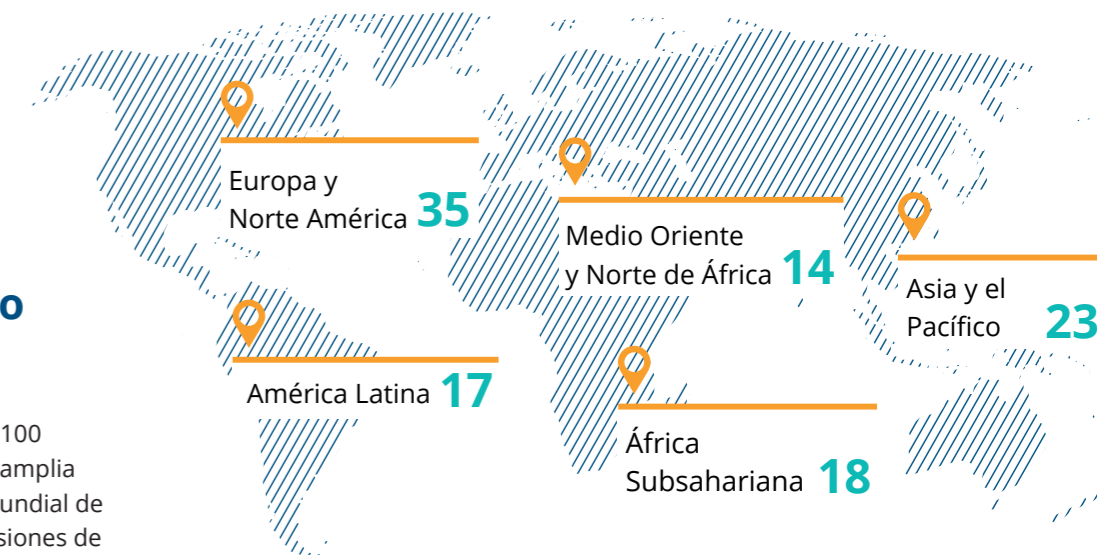 Europa y
Norte América 35
Medio Oriente
y Norte de África 14
Asia y el
Pacífico 23
América Latina 17
África
Subsahariana 18
o
100
amplia
undial de
siones de